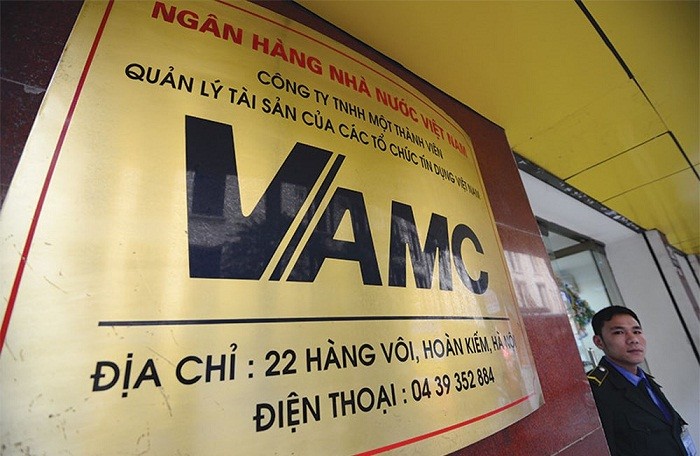 NGÂN HÀNG NHÀ NƯỚC VIỆT NAM
CÔNG TY TNHH MỘT THÀNH VIÊN
QUẢN LÝ TÀI SẢN CỦA CÁC TỔ CHỨC TÍN DỤNG VIỆT NAM
VAMC
ĐỊA CHỈ : 22 HÀNG VÔI, HOÀN KIẾM, HÀ NỘI
ĐIỆN THOẠI : 04 39 352 884